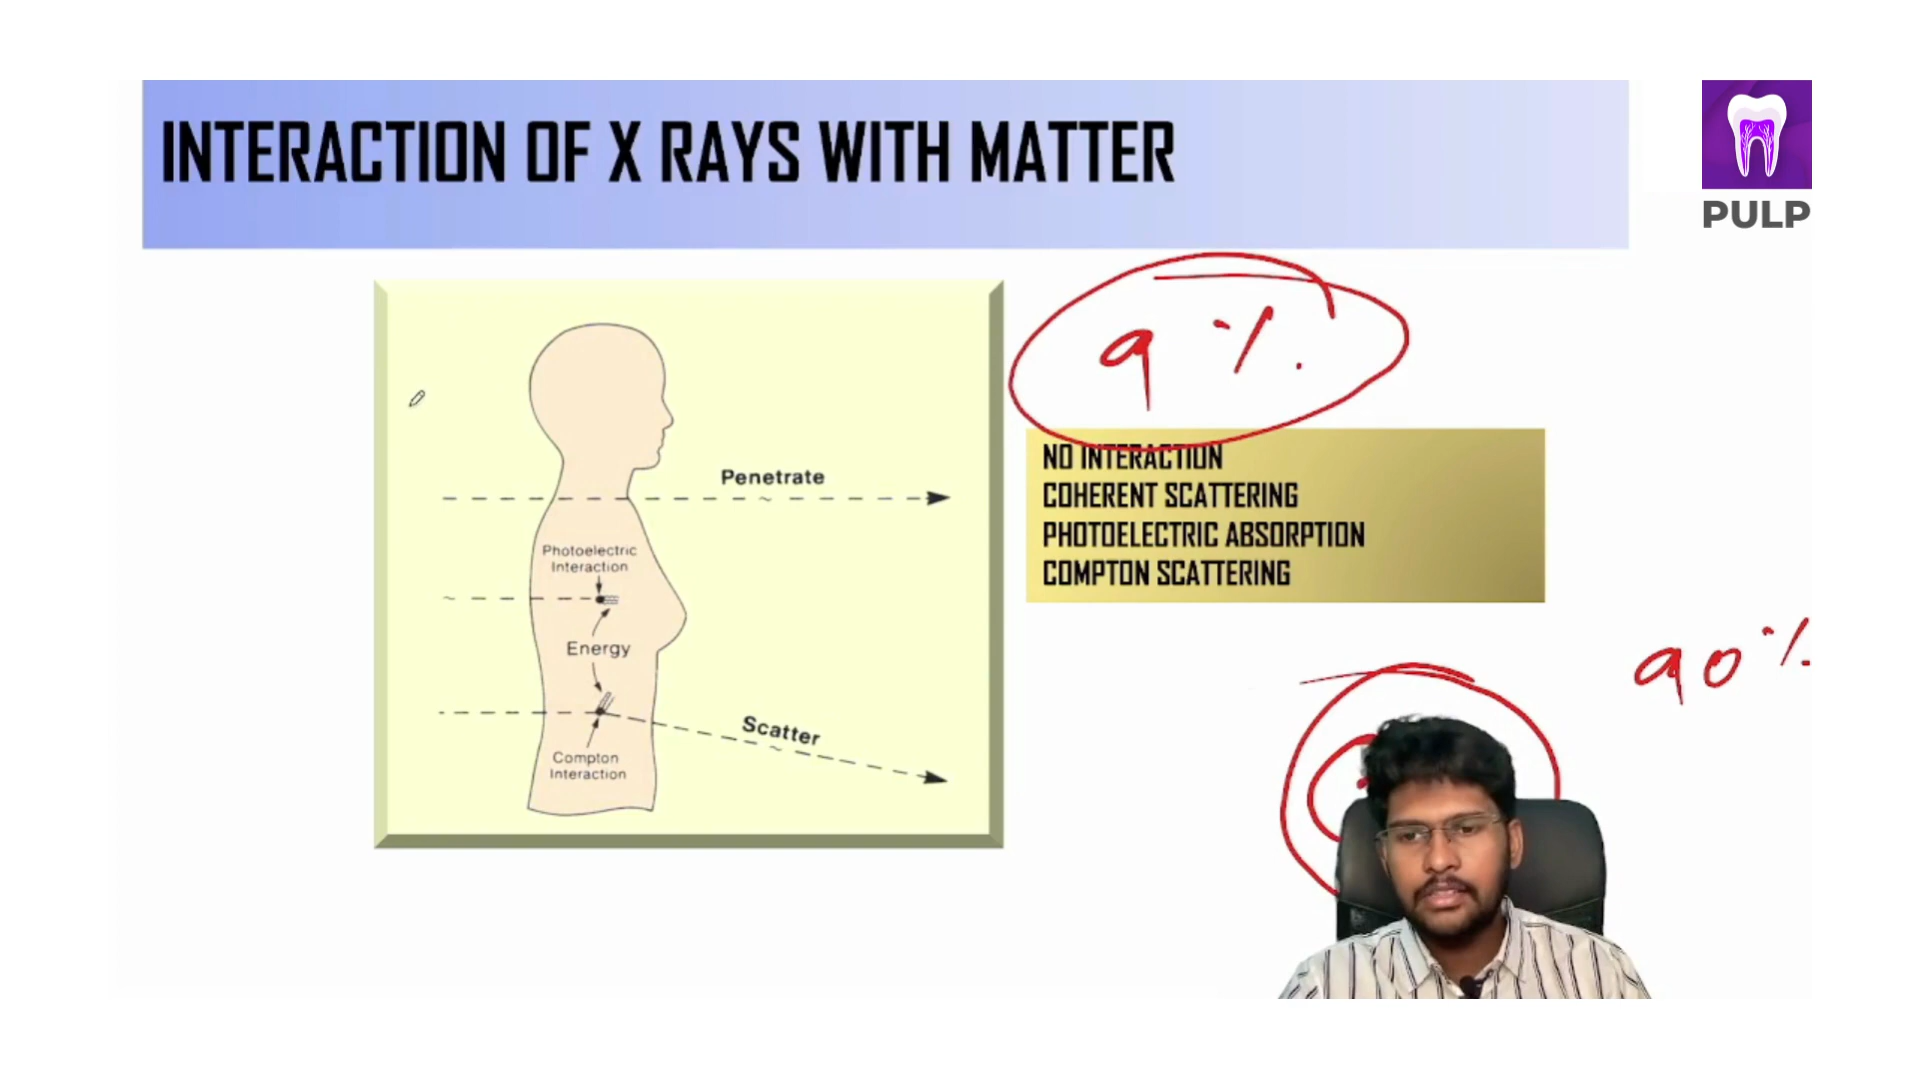 INTERACTION OF X RAYS WITH MATTER
PULP
9 %.
Penetrate
NO INTERACTION
COHERENT SCATTERING
PHOTOELECTRIC ABSORPTION
COMPTON SCATTERING
Photoelectric
Interaction
Energy
Scatter
Compton
Interaction
90%